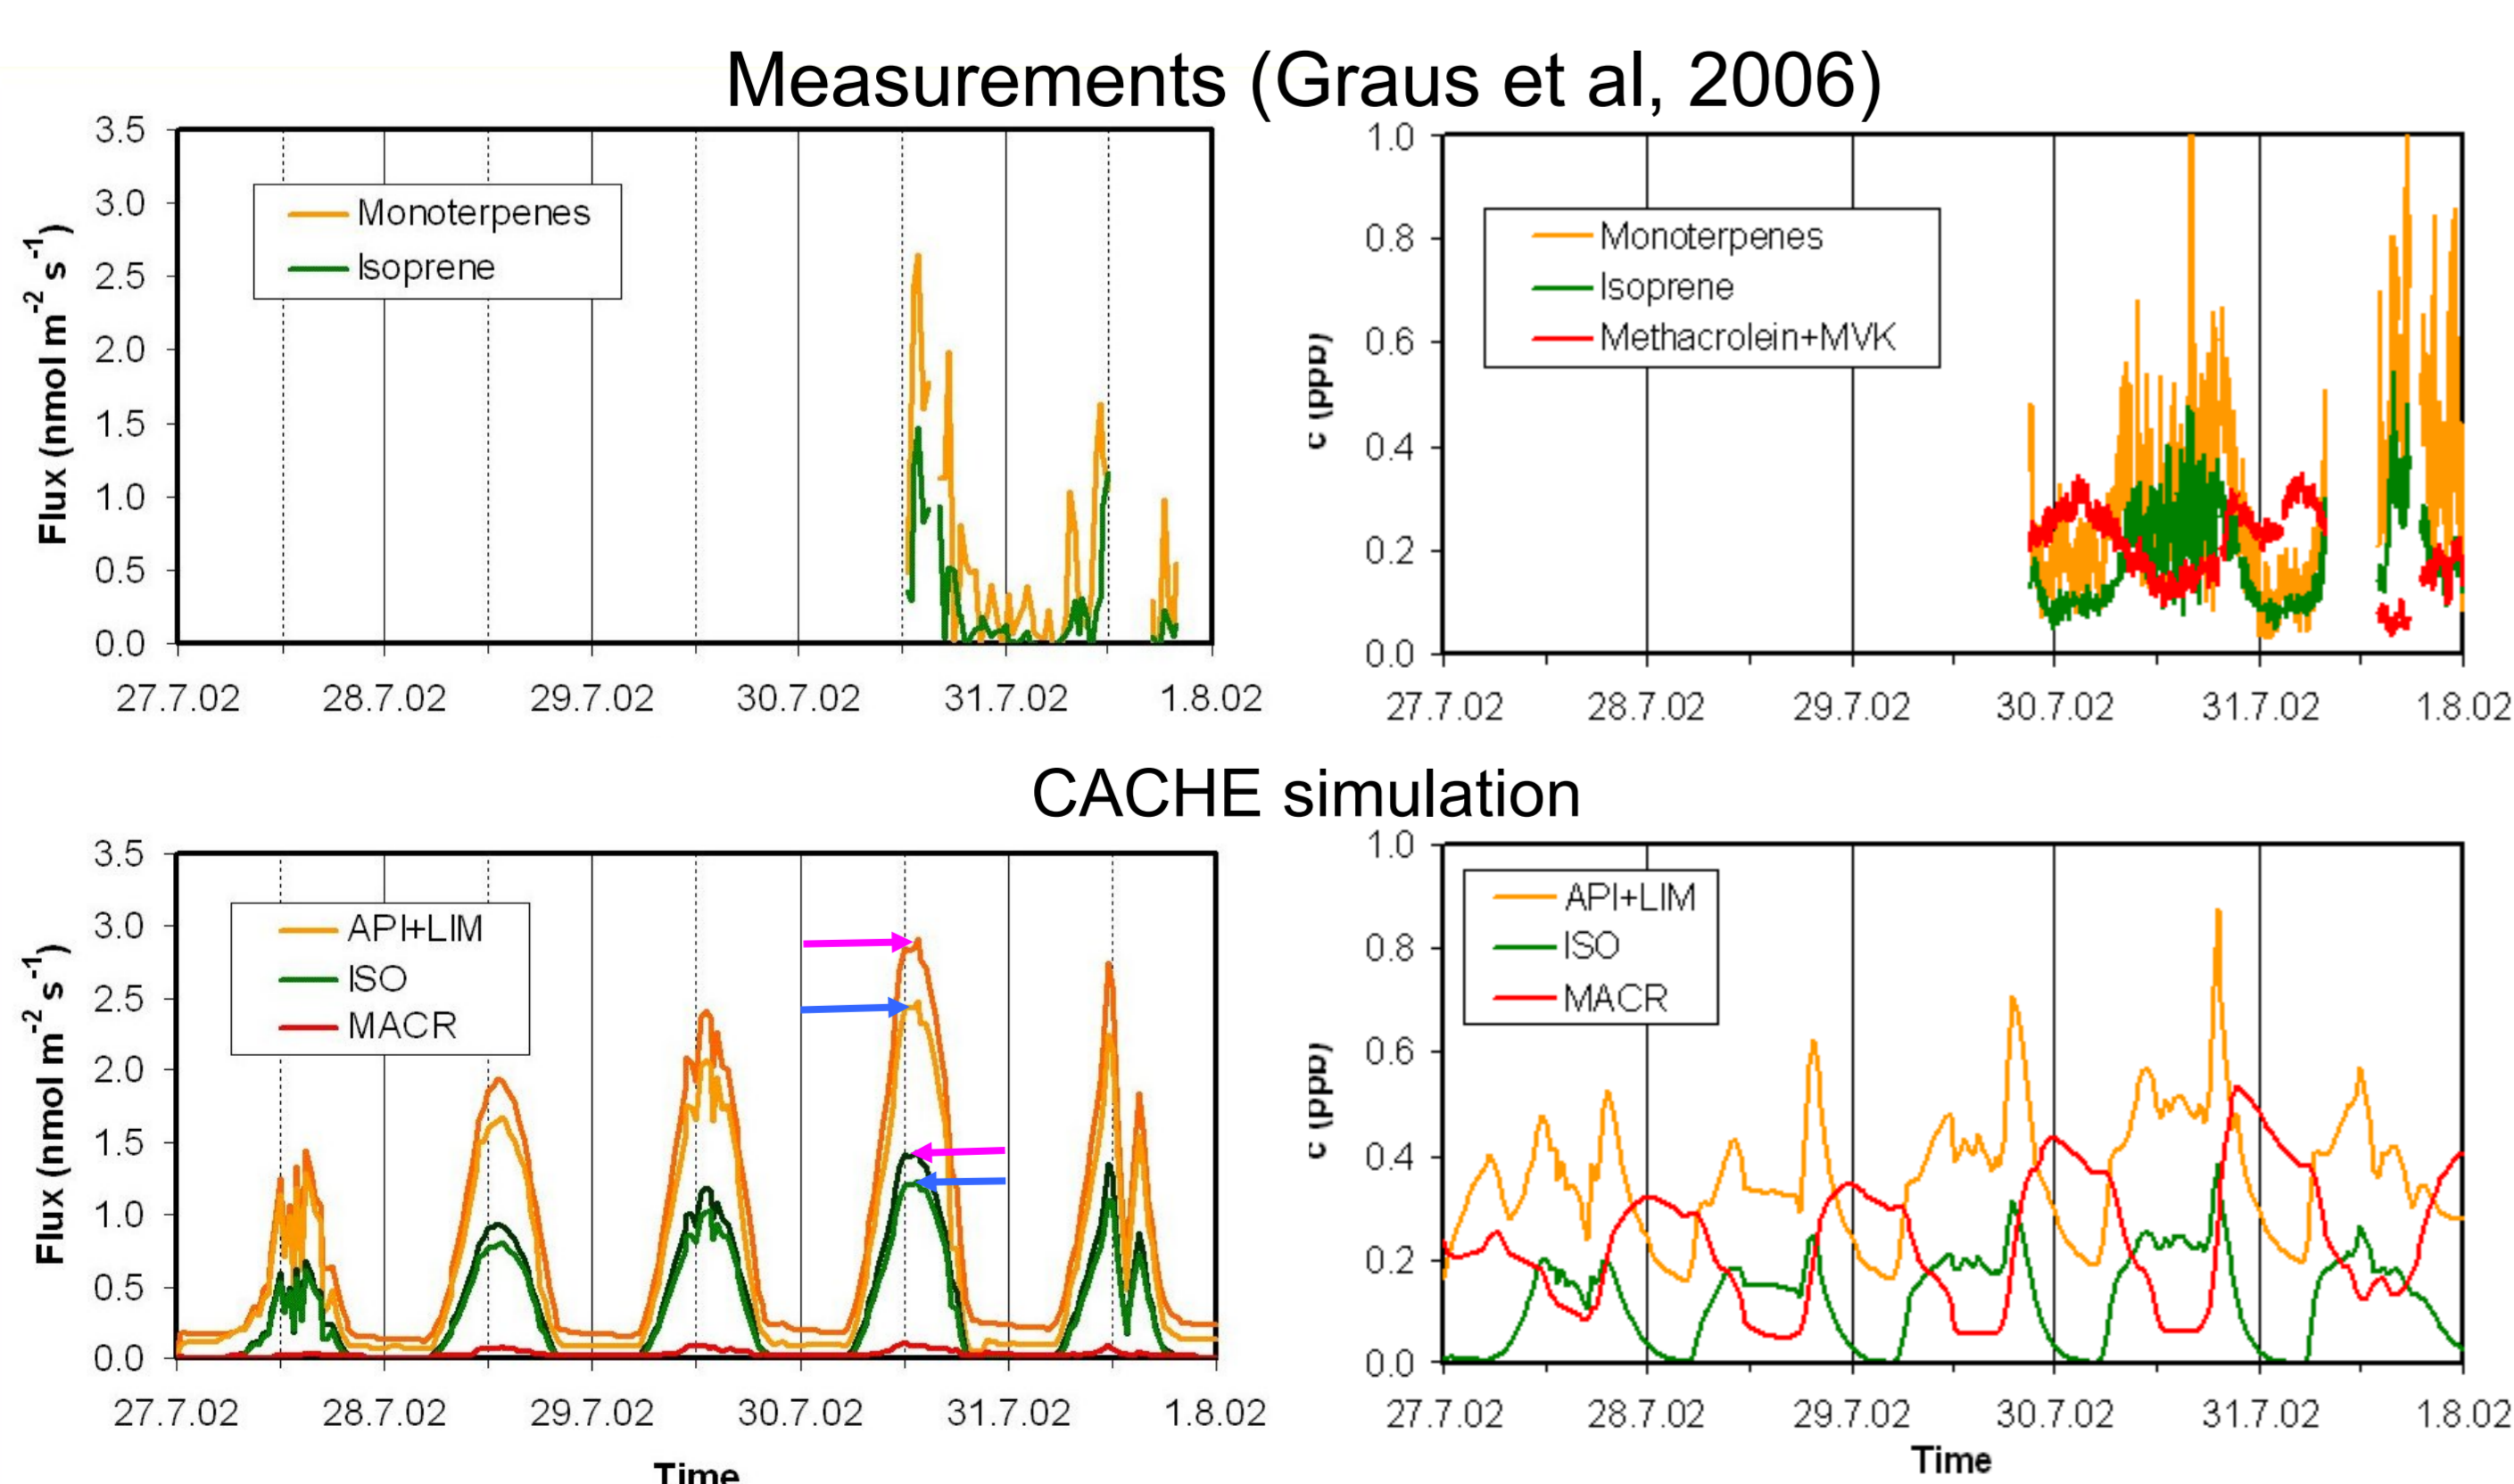 Measurements (Graus et al, 2006)
3.5
3.0
2.5
2.0
1.5
1.0
0.5
0.0
Flux (nmol m-2 s-1)
Monoterpenes
Isoprene
27.7.02 28.7.02 29.7.02 30.7.02 31.7.02 1.8.02
1.0
0.8
0.6
0.4
0.2
0.0
c (ppb)
Monoterpenes
Isoprene
Methacrolein+MVK
27.7.02 28.7.02 29.7.02 30.7.02 31.7.02 1.8.02
CACHE simulation
3.5
3.0
2.5
2.0
1.5
1.0
0.5
0.0
Flux (nmol m-2 s-1)
API+LIM
ISO
MACR
27.7.02 28.7.02 29.7.02 30.7.02 31.7.02 1.8.02
Time
1.0
0.8
0.6
0.4
0.2
0.0
c (ppb)
API+LIM
ISO
MACR
27.7.02 28.7.02 29.7.02 30.7.02 31.7.02 1.8.02
Time